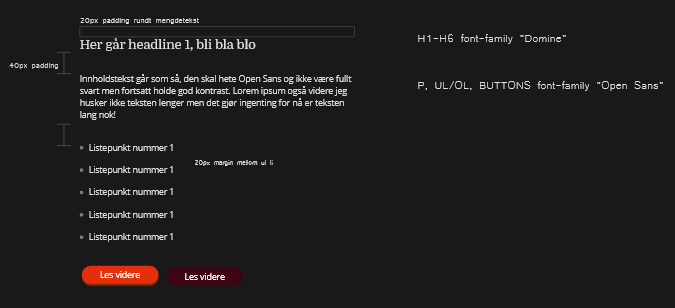 20px padding rundt mengdetekst
Her går headline 1, bli bla blo
H1-H6 font-family "Domine"
40px padding
Innholdstekst går som så, den skal hete Open Sans og ikke være fullt
svart men fortsatt holde god kontrast. Lorem ipsum også videre jeg
husker ikke teksten lenger men det gjør ingenting for nå er teksten
lang nok!
P, UL/OL, BUTTONS font-family "Open Sans"
Listepunkt nummer 1
20px margin mellom ul li
Listepunkt nummer 1
Listepunkt nummer 1
Listepunkt nummer 1
Listepunkt nummer 1
Les videre
Les videre